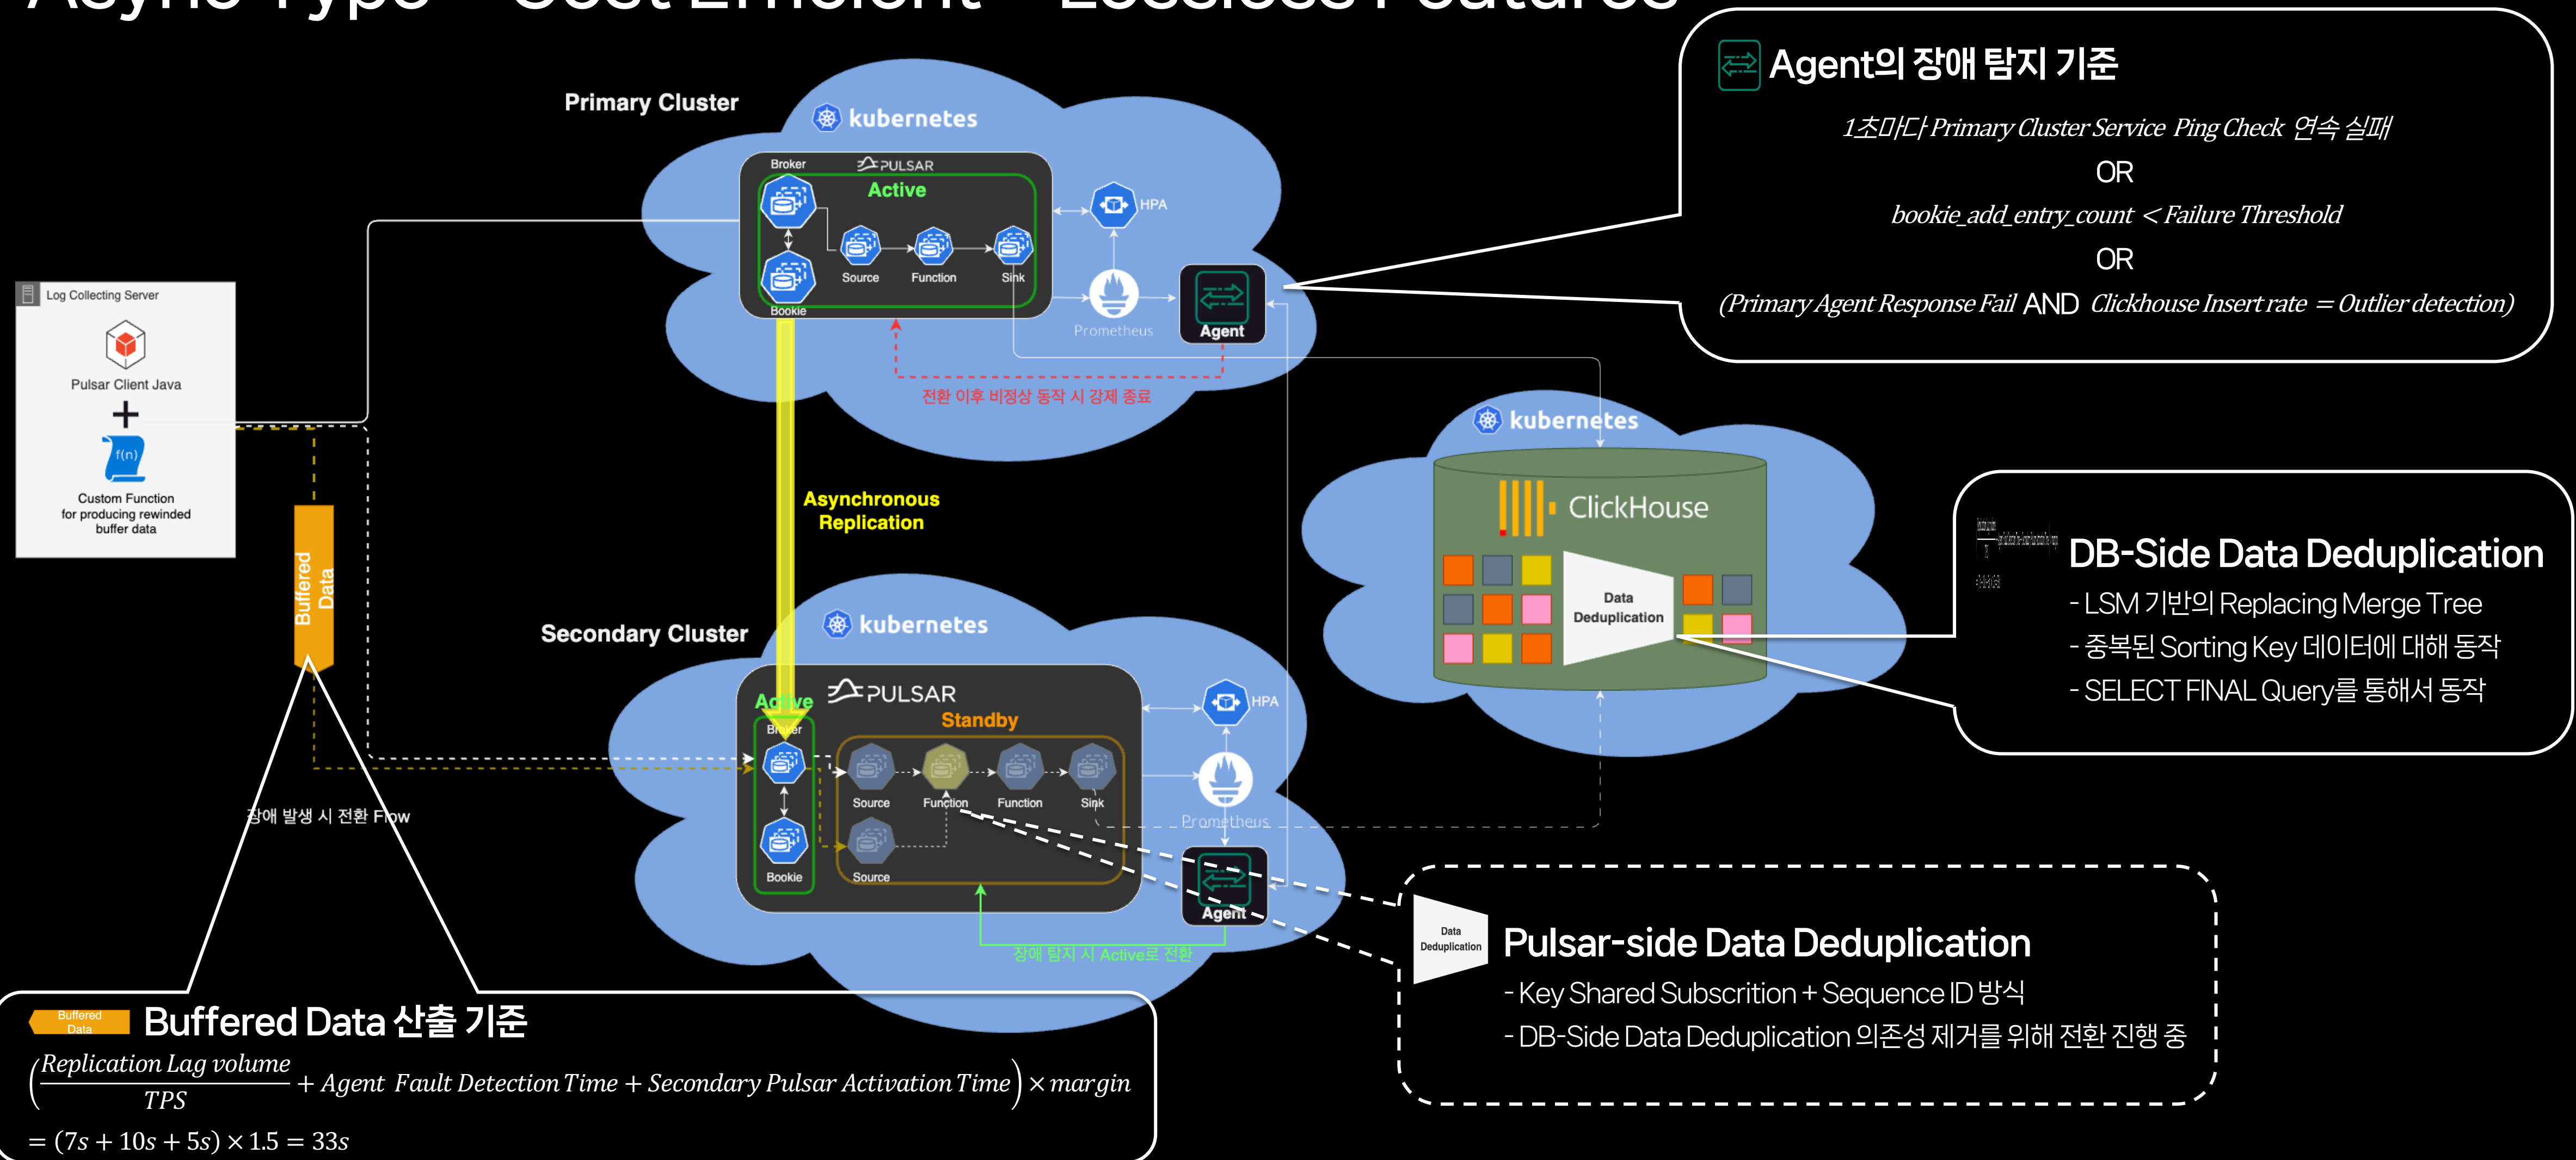 Async Type – Cost Efficient – Lossless Features
Agent의 장애 탐지 기준
1초마다 Primary Cluster Service Ping Check 연속 실패
OR
bookie_add_entry_count < Failure Threshold
OR
(Primary Agent Response Fail AND Clickhouse Insert rate = Outlier detection)
Primary Cluster
kubernetes
Broker
PULSAR
Active
HPA
Source
Function
Sink
Bookie
Prometheus
Agent
전환 이후 비정상 동작 시 강제 종료
Log Collecting Server
Pulsar Client Java
+
f(n)
Custom Function
for producing rewinded
buffer data
Buffered
Data
Asynchronous
Replication
kubernetes
ClickHouse
Data
Deduplication
DB-Side Data Deduplication
- LSM 기반의 Replacing Merge Tree
- 중복된 Sorting Key 데이터에 대해 동작
- SELECT FINAL Query를 통해서 동작
Secondary Cluster
kubernetes
PULSAR
Active
Standby
HPA
Broker
Source
Function
Function
Sink
Prometheus
Bookie
Source
Agent
장애 발생 시 전환 Flow
장애 탐지 시 Active로 전환
Data
Deduplication
Pulsar-side Data Deduplication
- Key Shared Subscrition + Sequence ID 방식
- DB-Side Data Deduplication 의존성 제거를 위해 전환 진행 중
Buffered
Data
Buffered Data 산출 기준
(Replication Lag volume / TPS + Agent Fault Detection Time + Secondary Pulsar Activation Time) × margin
= (7s + 10s + 5s) × 1.5 = 33s